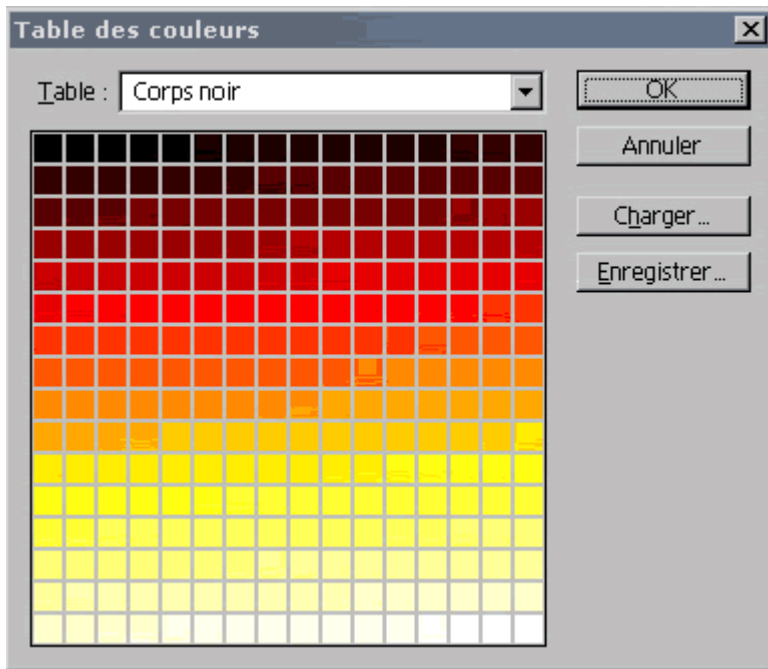 Table des couleurs
Table : Corps noir
OK
Annuler
Charger...
Enregistrer...